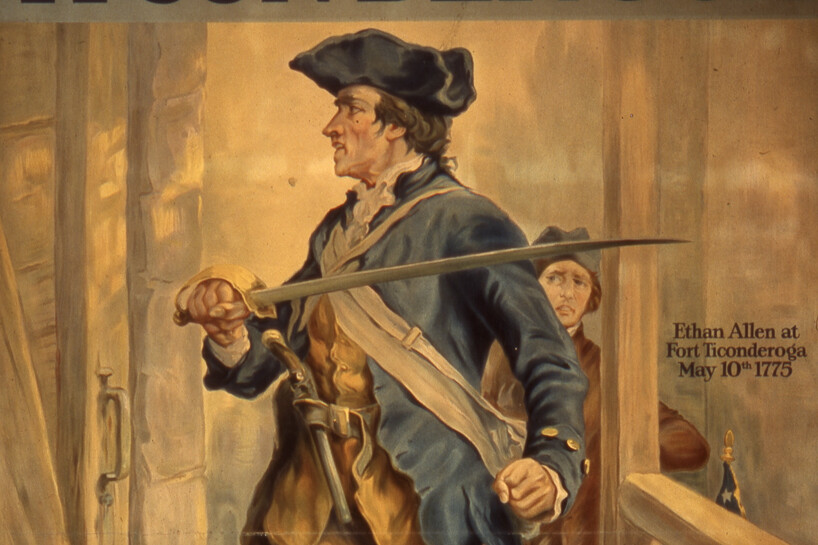 Ethan Allen at
Fort Ticonderoga
May 10th 1775